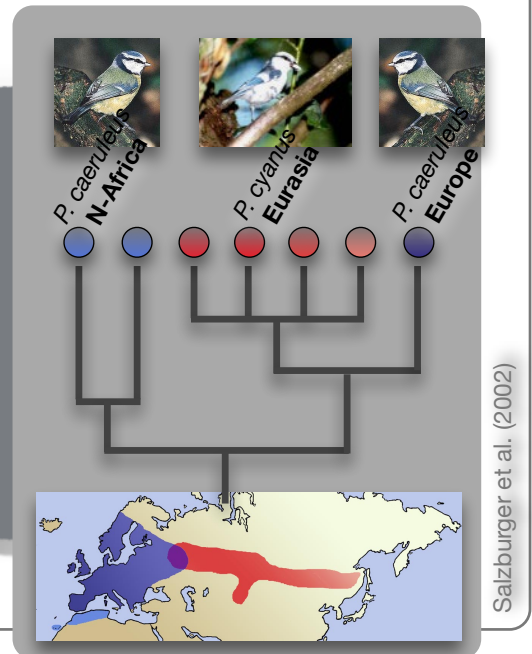 P. caeruleus
N-Africa
P. cyanus
Eurasia
P. caeruleus
Europe
Salzburger et al. (2002)